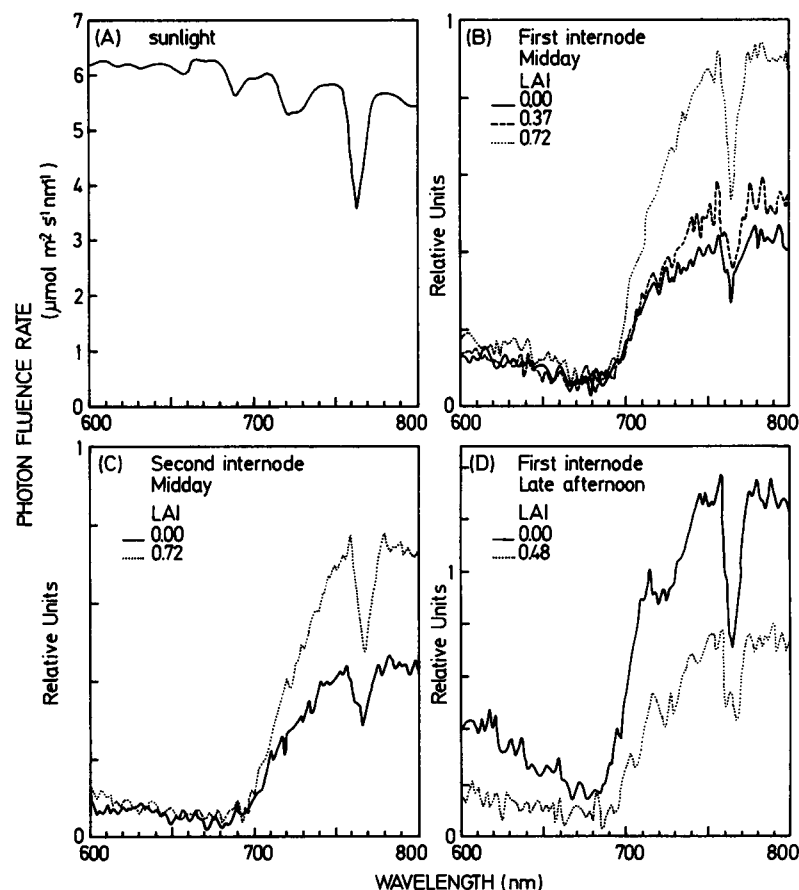 (A) sunlight
7
6
5
4
3
2
1
0
600 700 800
(B) First internode
Midday
LAI
0.00
0.37
0.72
1
0
Relative Units
600 700 800
PHOTON FLUENCE RATE
(μmol m² s¹ nm¹)
(C) Second internode
Midday
LAI
0.00
0.72
1
0
Relative Units
600 700 800
(D) First internode
Late afternoon
LAI
0.00
0.48
1
0
Relative Units
600 700 800
WAVELENGTH (nm)